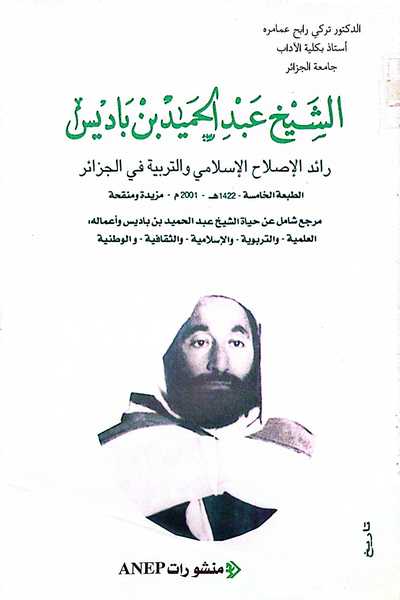 الدكتور تركي رابح عمامره
أستاذ بكلية الآداب
جامعة الجزائر
الشيخ عبد الحميد بن باديس
رائد الإصلاح الإسلامي والتربية في الجزائر
الطبعة الخامسة - 1422هـ - 2001 م - مزيدة ومنقحة
مرجع شامل عن حياة الشيخ عبد الحميد بن باديس وأعماله،
العلمية - والتربوية - والإسلامية - والثقافية - والوطنية
تاريخ
منشورات ANEP